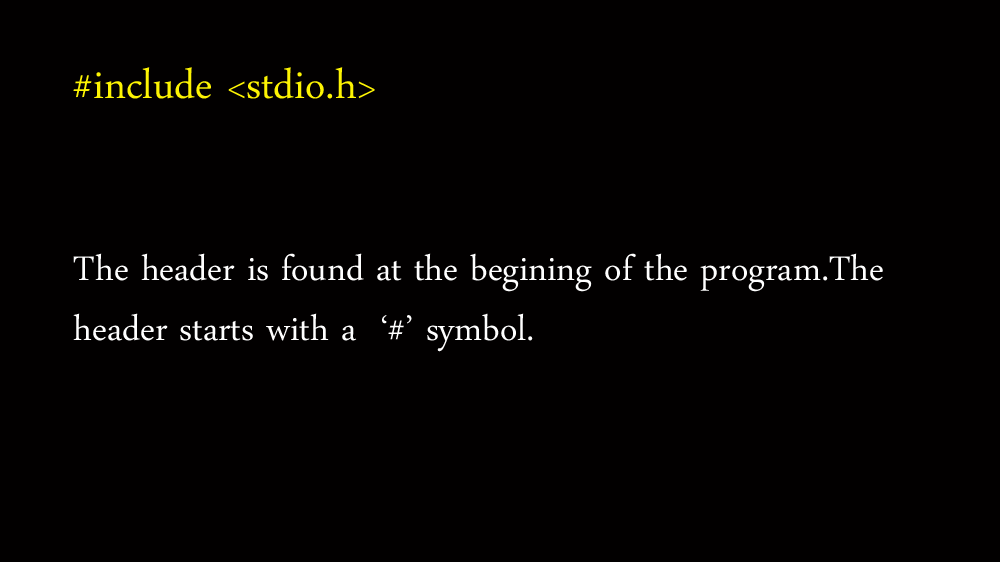 #include <stdio.h>
The header is found at the begining of the program.The
header starts with a ‘#’ symbol.